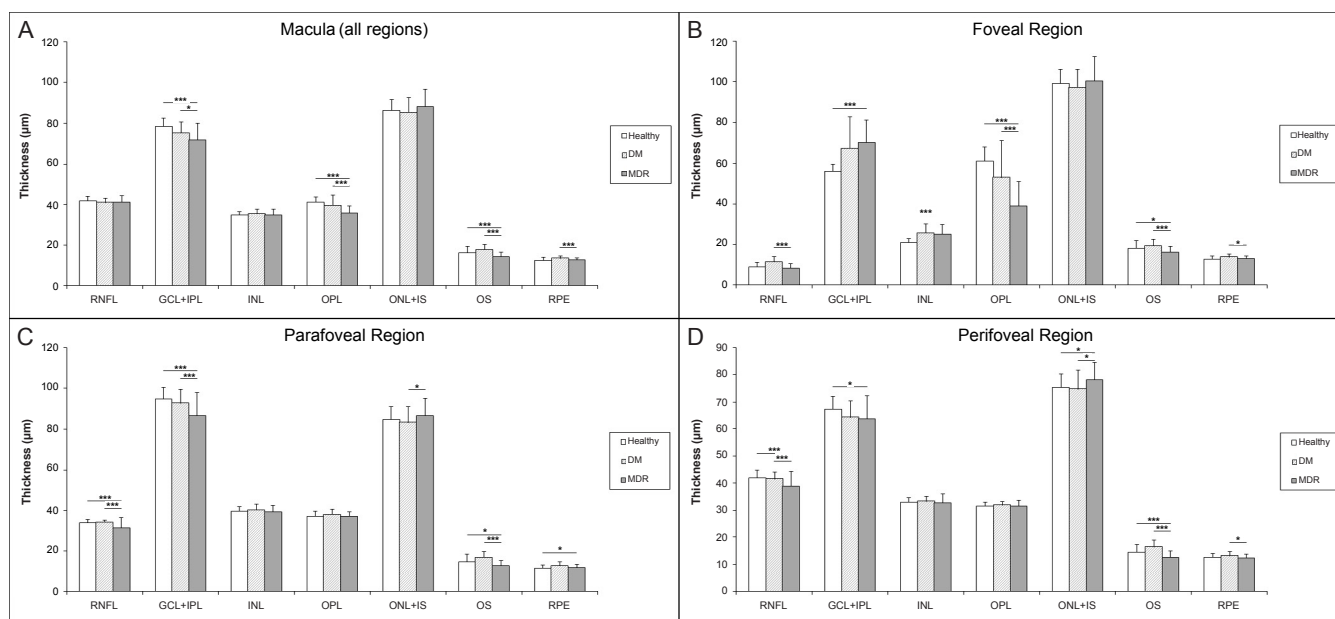 A
Macula (all regions)
120
100
80
60
40
20
0
Thickness (µm)
***
*
***
***
***
***
***
RNFL
GCL+IPL
INL
OPL
ONL+IS
OS
RPE
Healthy
DM
MDR
B
Foveal Region
120
100
80
60
40
20
0
Thickness (µm)
***
***
***
***
***
*
***
*
RNFL
GCL+IPL
INL
OPL
ONL+IS
OS
RPE
Healthy
DM
MDR
C
Parafoveal Region
120
100
80
60
40
20
0
Thickness (µm)
***
***
***
***
*
*
***
*
RNFL
GCL+IPL
INL
OPL
ONL+IS
OS
RPE
Healthy
DM
MDR
D
Perifoveal Region
90
80
70
60
50
40
30
20
10
0
Thickness (µm)
***
***
*
*
*
***
***
*
RNFL
GCL+IPL
INL
OPL
ONL+IS
OS
RPE
Healthy
DM
MDR